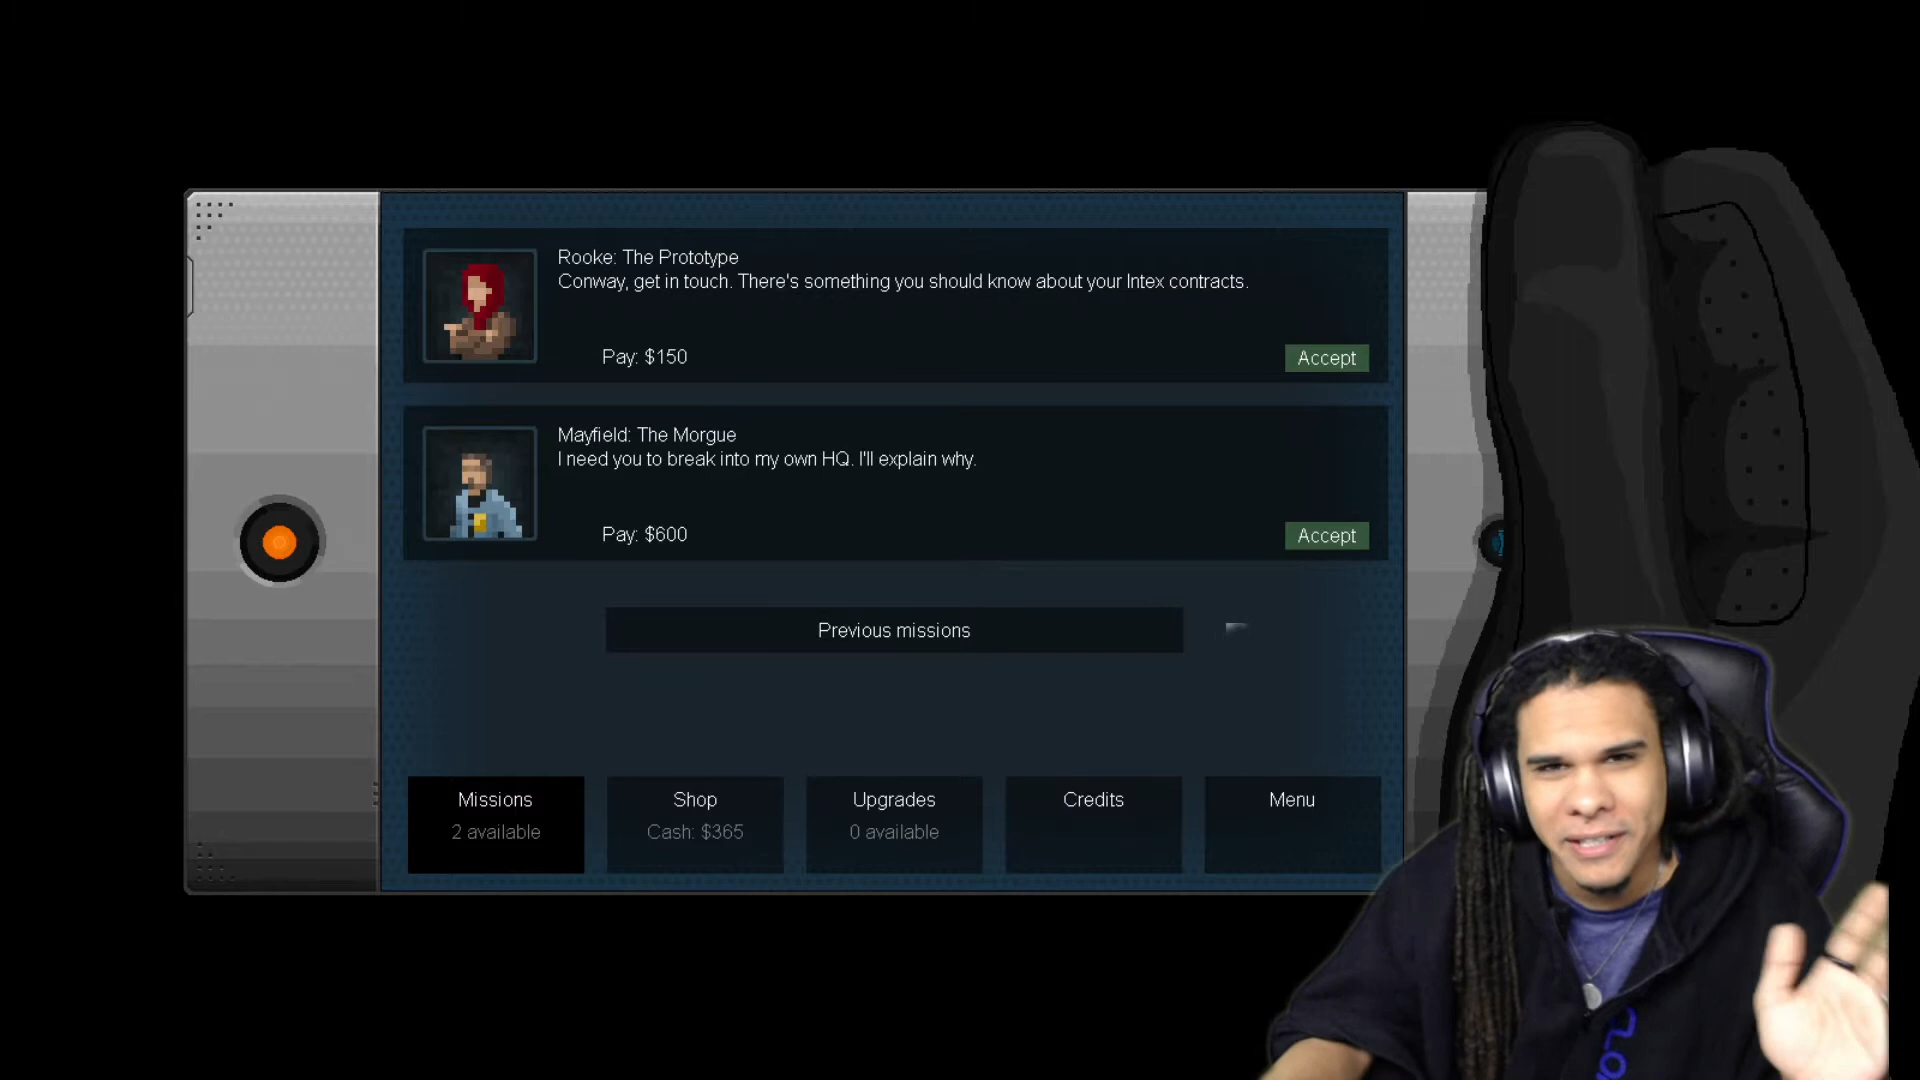 Rooke: The Prototype
Conway, get in touch. There's something you should know about your Intex contracts.
Pay: $150
Accept
Mayfield: The Morgue
I need you to break into my own HQ. I'll explain why.
Pay: $600
Accept
Previous missions
Missions
2 available
Shop
Cash: $365
Upgrades
0 available
Credits
Menu